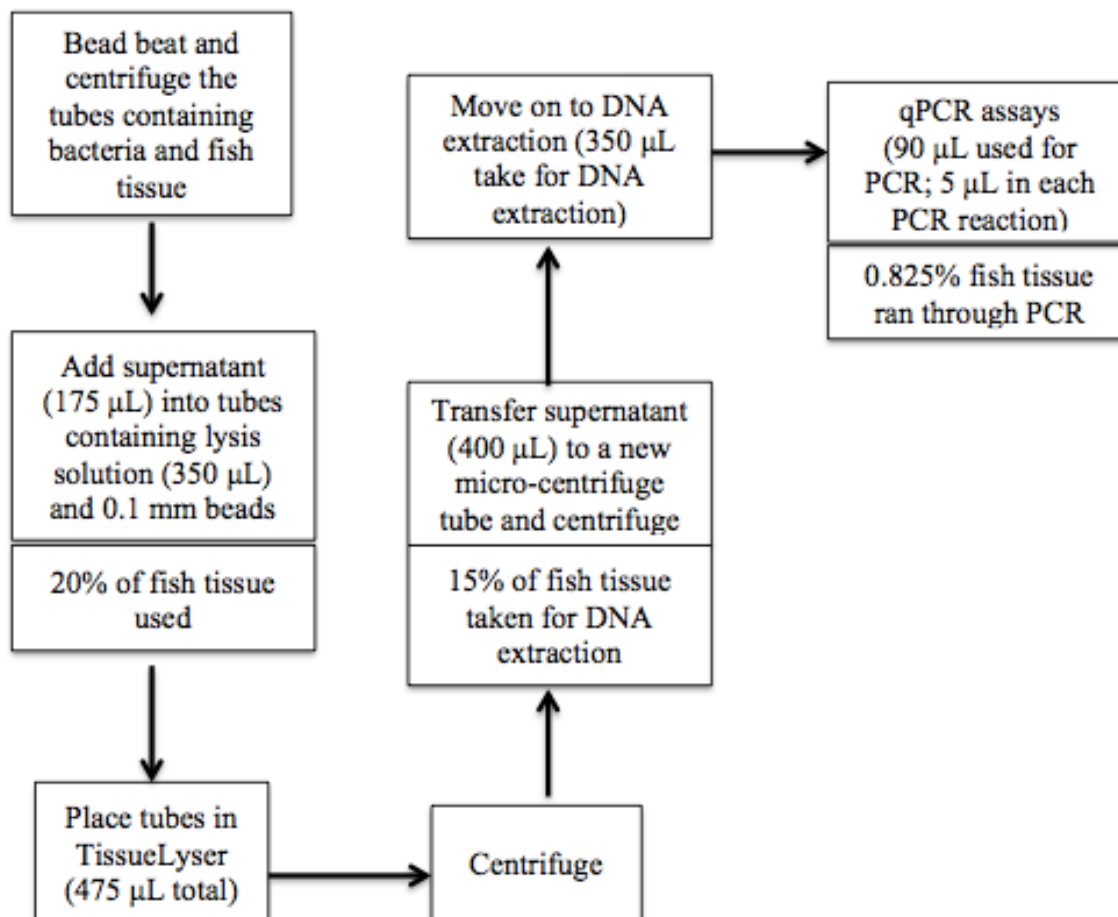 Bead beat and
centrifuge the
tubes containing
bacteria and fish
tissue
Add supernatant
(175 μL) into tubes
containing lysis
solution (350 μL)
and 0.1 mm beads
20% of fish tissue
used
Place tubes in
TissueLyser
(475 μL total)
Centrifuge
Transfer supernatant
(400 μL) to a new
micro-centrifuge
tube and centrifuge
15% of fish tissue
taken for DNA
extraction
Move on to DNA
extraction (350 μL
take for DNA
extraction)
qPCR assays
(90 μL used for
PCR; 5 μL in each
PCR reaction)
0.825% fish tissue
ran through PCR